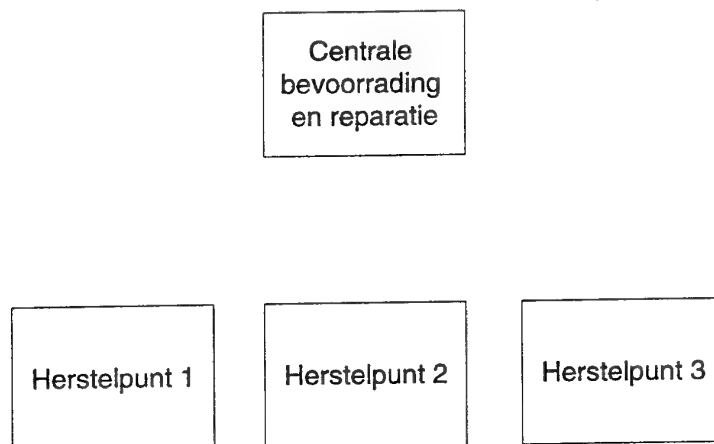 Centrale
bevoorrading
en reparatie
Herstelpunt 1
Herstelpunt 2
Herstelpunt 3